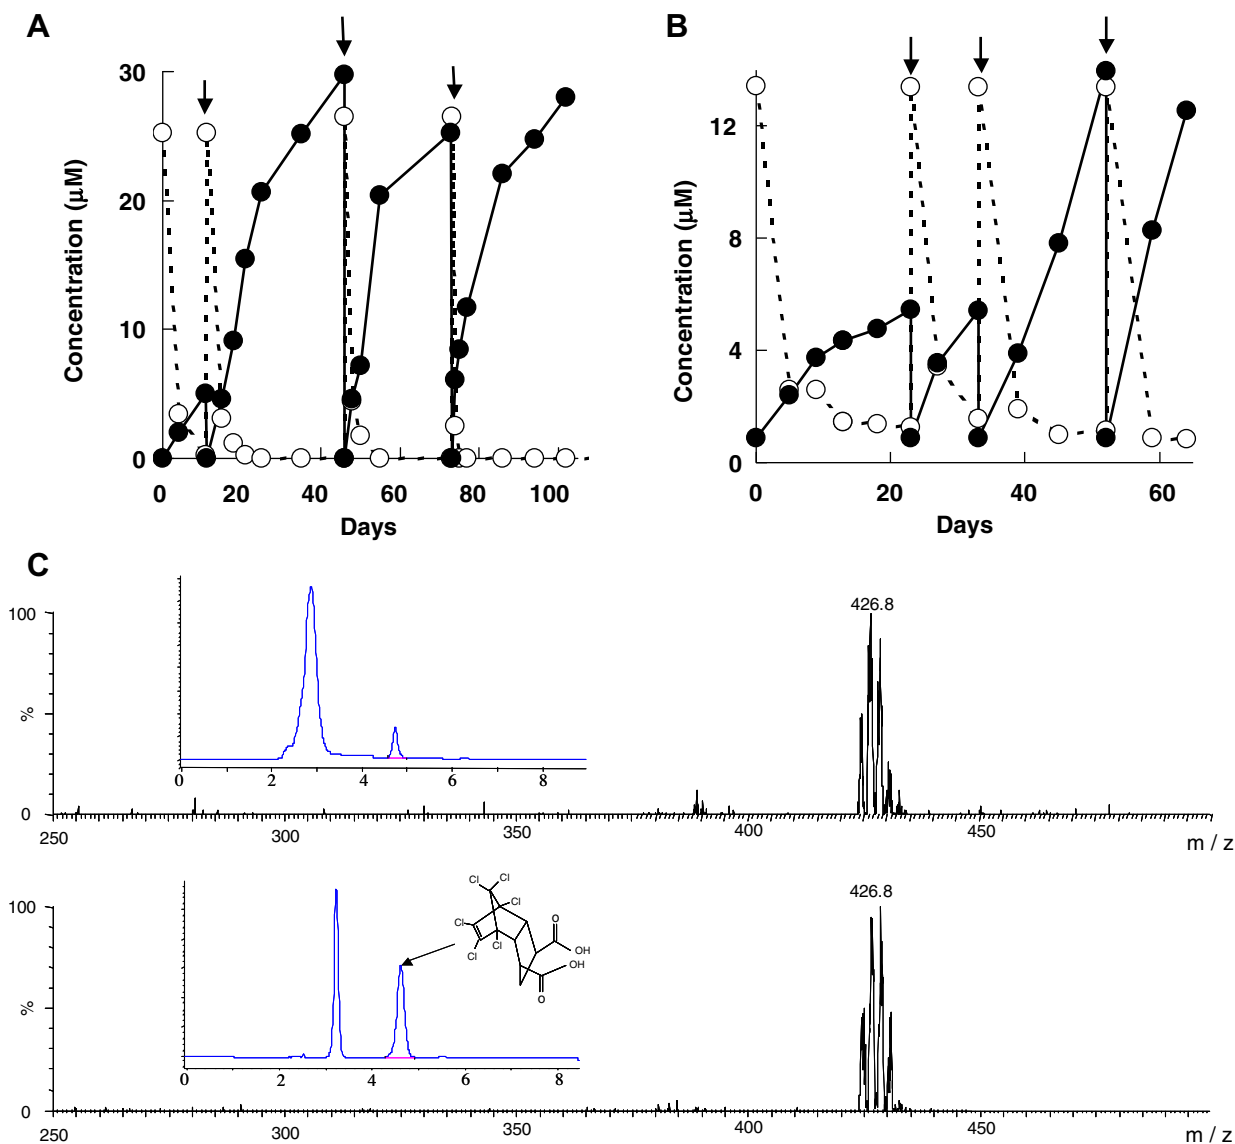 A
B
30
20
10
0
Concentration (μM)
0 20 40 60 80 100
Days
12
8
4
0
Concentration (μM)
0 20 40 60
Days
C
100
%
0
426.8
0 2 4 6 8
250 300 350 400 450
m / z
100
%
0
426.8
Cl Cl
Cl
Cl
Cl
Cl
O
OH
OH
O
0 2 4 6 8
250 300 350 400 450
m / z